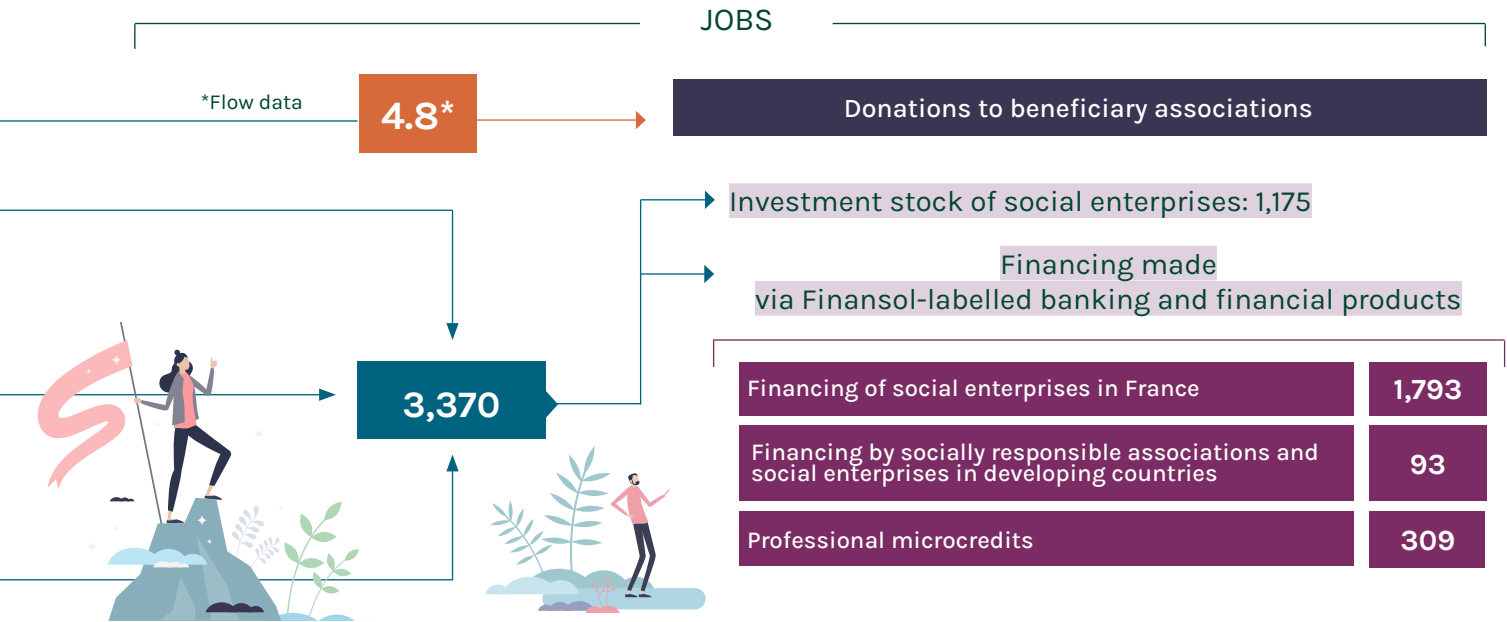 JOBS
*Flow data
4.8*
Donations to beneficiary associations
Investment stock of social enterprises: 1,175
Financing made
via Finansol-labelled banking and financial products
3,370
Financing of social enterprises in France
1,793
Financing by socially responsible associations and
social enterprises in developing countries
93
Professional microcredits
309